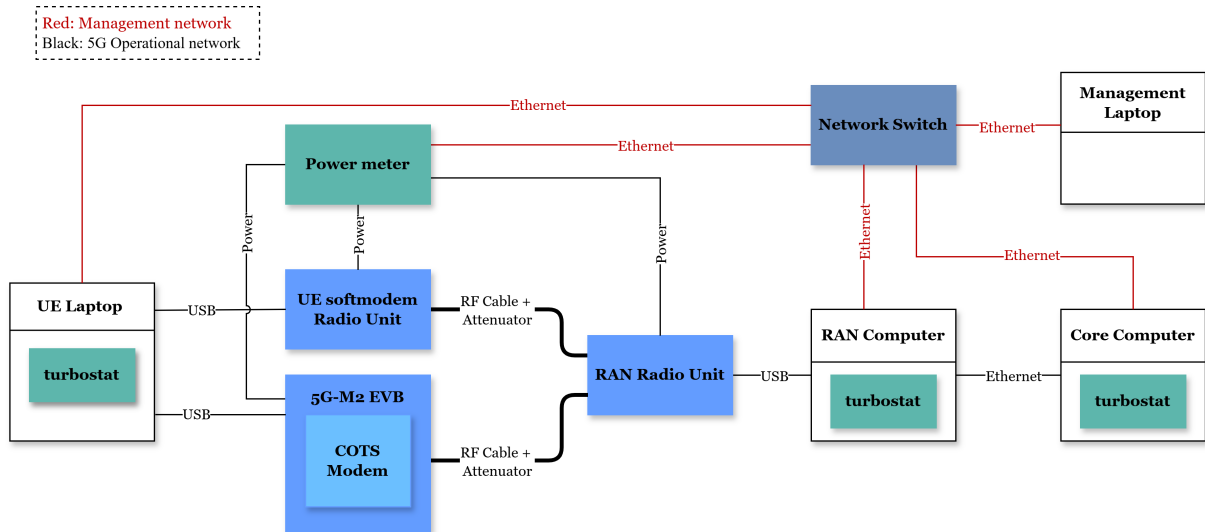 Red: Management network
Black: 5G Operational network
Ethernet
Network Switch
Ethernet
Management
Laptop
Power meter
Ethernet
Power
Power
Power
Ethernet
Ethernet
UE Laptop
turbostat
USB
UE softmodem
Radio Unit
RF Cable +
Attenuator
RAN Radio Unit
USB
RAN Computer
turbostat
Ethernet
Core Computer
turbostat
USB
5G-M2 EVB
COTS
Modem
RF Cable +
Attenuator